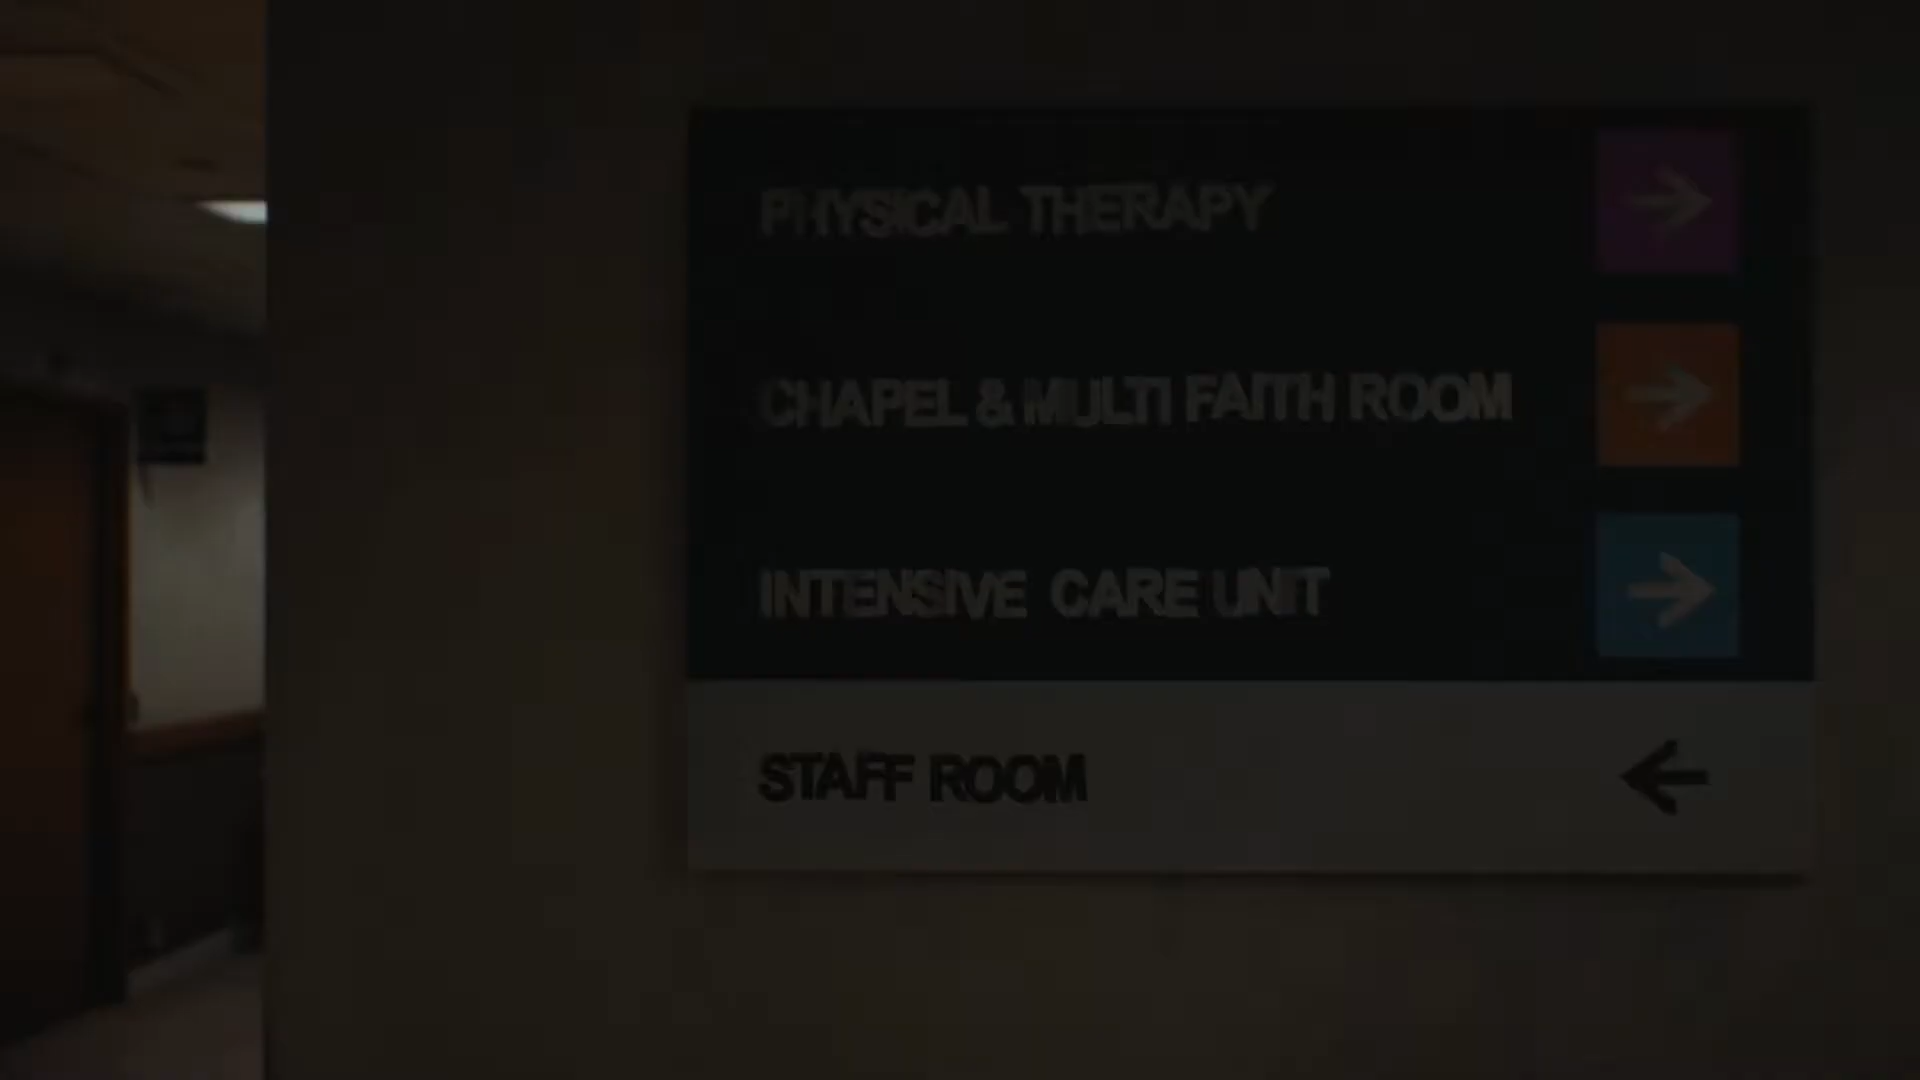 PHYSICAL THERAPY
CHAPEL & MULTI FAITH ROOM
INTENSIVE CARE UNIT
STAFF ROOM